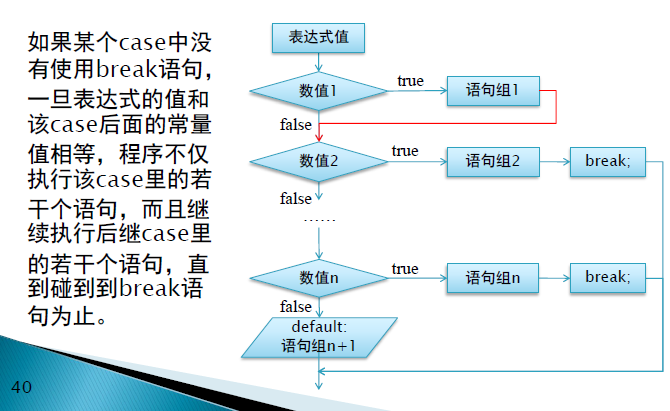 如果某个case中没
有使用break语句，
一旦表达式的值和
该case后面的常量
值相等，程序不仅
执行该case里的若
干个语句，而且继
续执行后继case里
的若干个语句，直
到碰到到break语
句为止。
表达式值
数值1
true
语句组1
false
数值2
true
语句组2
break;
false
……
数值n
true
语句组n
break;
false
default:
语句组n+1
40